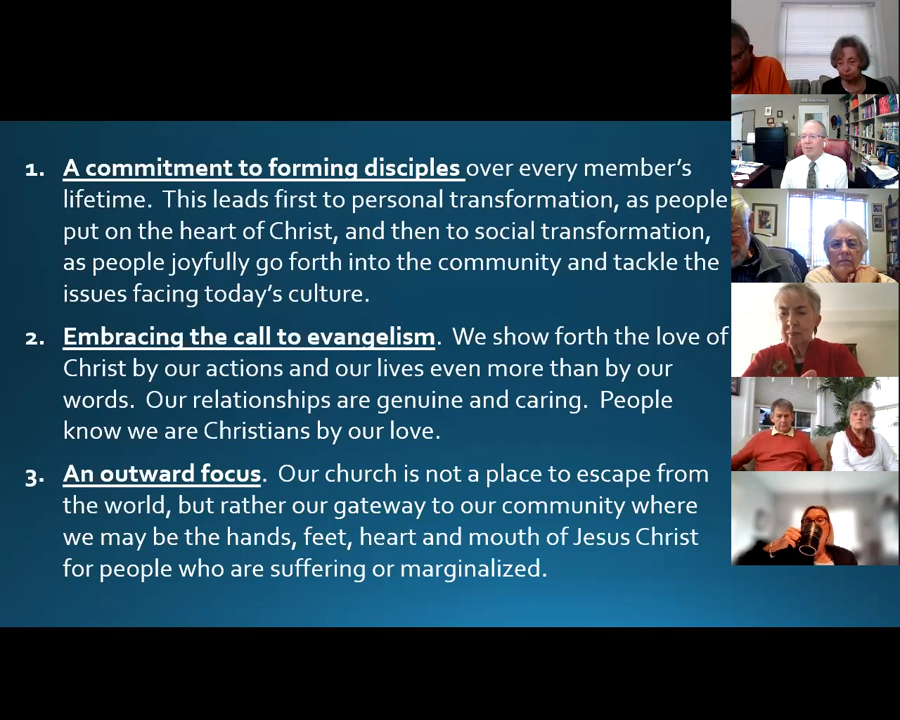 1. A commitment to forming disciples over every member's
lifetime. This leads first to personal transformation, as people
put on the heart of Christ, and then to social transformation,
as people joyfully go forth into the community and tackle the
issues facing today's culture.
2. Embracing the call to evangelism. We show forth the love of
Christ by our actions and our lives even more than by our
words. Our relationships are genuine and caring. People
know we are Christians by our love.
3. An outward focus. Our church is not a place to escape from
the world, but rather our gateway to our community where
we may be the hands, feet, heart and mouth of Jesus Christ
for people who are suffering or marginalized.